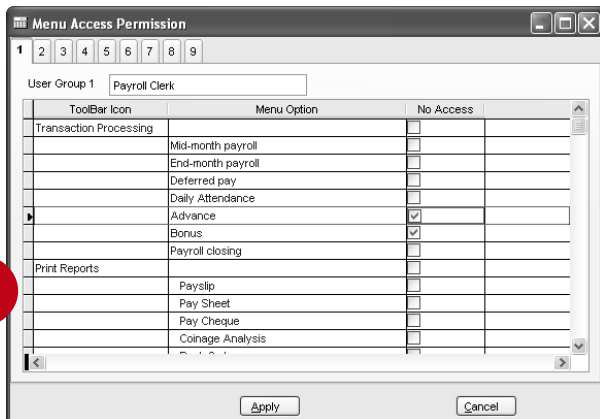 Menu Access Permission
1 2 3 4 5 6 7 8 9
User Group 1 Payroll Clerk
ToolBar Icon Menu Option No Access
Transaction Processing
Mid-month payroll
End-month payroll
Deferred pay
Daily Attendance
Advance
Bonus
Payroll closing
Print Reports
Payslip
Pay Sheet
Pay Cheque
Coinage Analysis
Apply Cancel